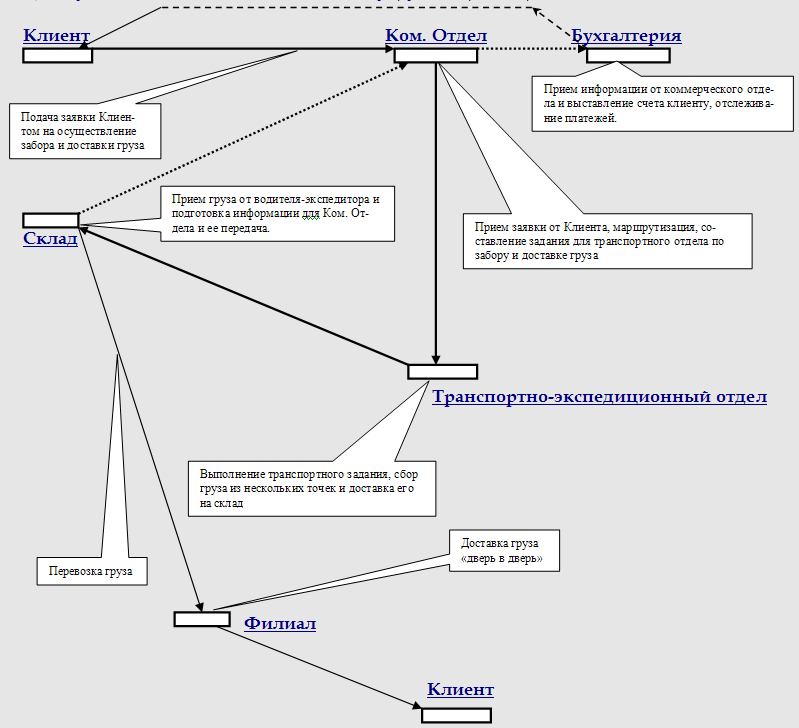 Клиент
Ком. Отдел
Бухгалтерия
Прием информации от коммерческого отде-
ла и выставление счета клиенту, отслежива-
ние платежей.
Подача заявки Клиен-
том на осуществление
забора и доставки груза
Прием груза от водителя-экспедитора и
подготовка информации для Ком. От-
дела и ее передача.
Склад
Прием заявки от Клиента, маршрутизация, со-
ставление задания для транспортного отдела по
забору и доставке груза
Транспортно-экспедиционный отдел
Выполнение транспортного задания, сбор
груза из нескольких точек и доставка его
на склад
Доставка груза
«дверь в дверь»
Перевозка груза
Филиал
Клиент